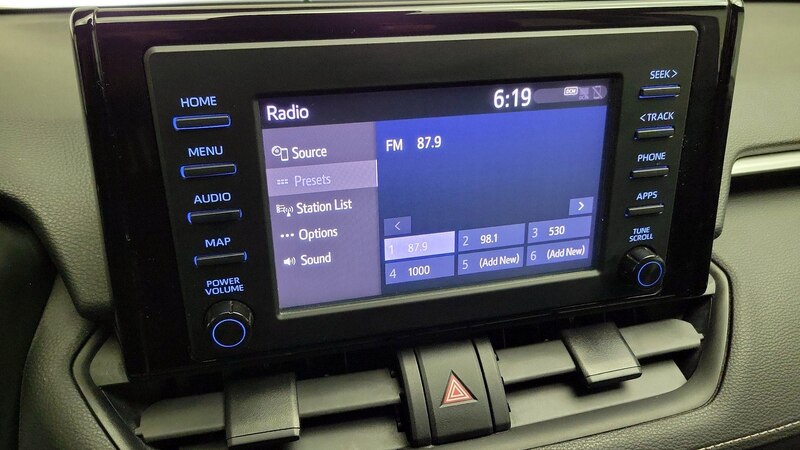 HOME
MENU
AUDIO
MAP
POWER
VOLUME
Radio
6:19
DCM
Source
Presets
Station List
Options
Sound
FM 87.9
<
>
1 87.9
2 98.1
3 530
4 1000
5 (Add New)
6 (Add New)
SEEK >
< TRACK
PHONE
APPS
TUNE
SCROLL